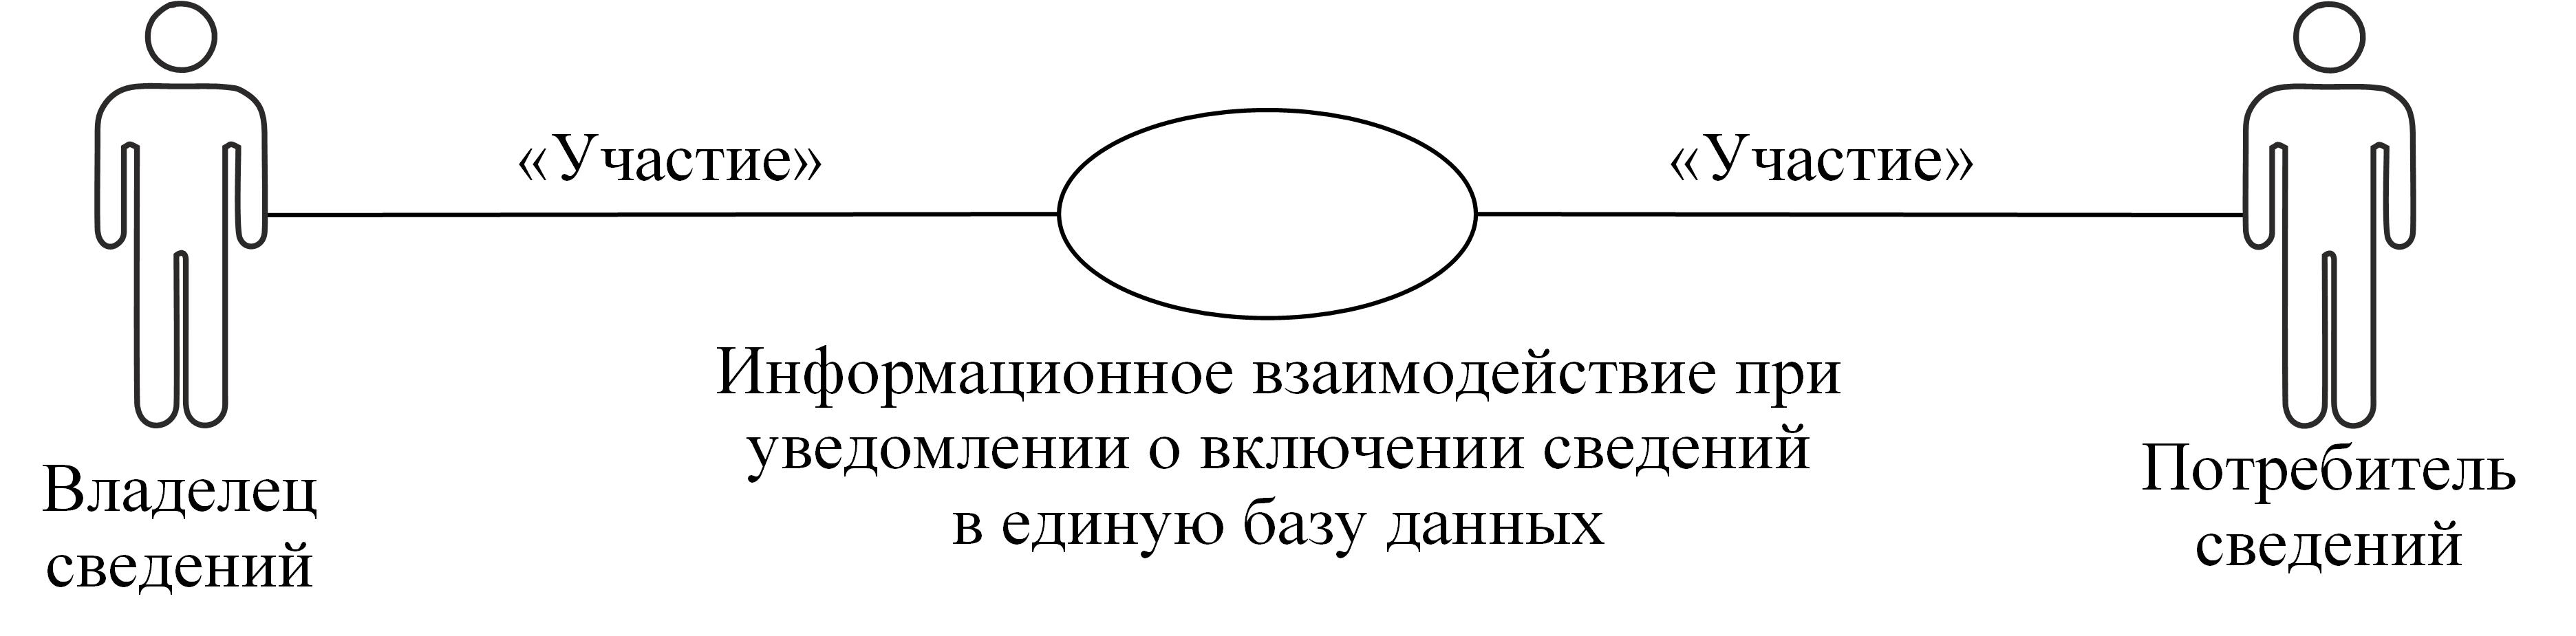 «Участие»
«Участие»
Информационное взаимодействие при
уведомлении о включении сведений
в единую базу данных
Владелец
сведений
Потребитель
сведений